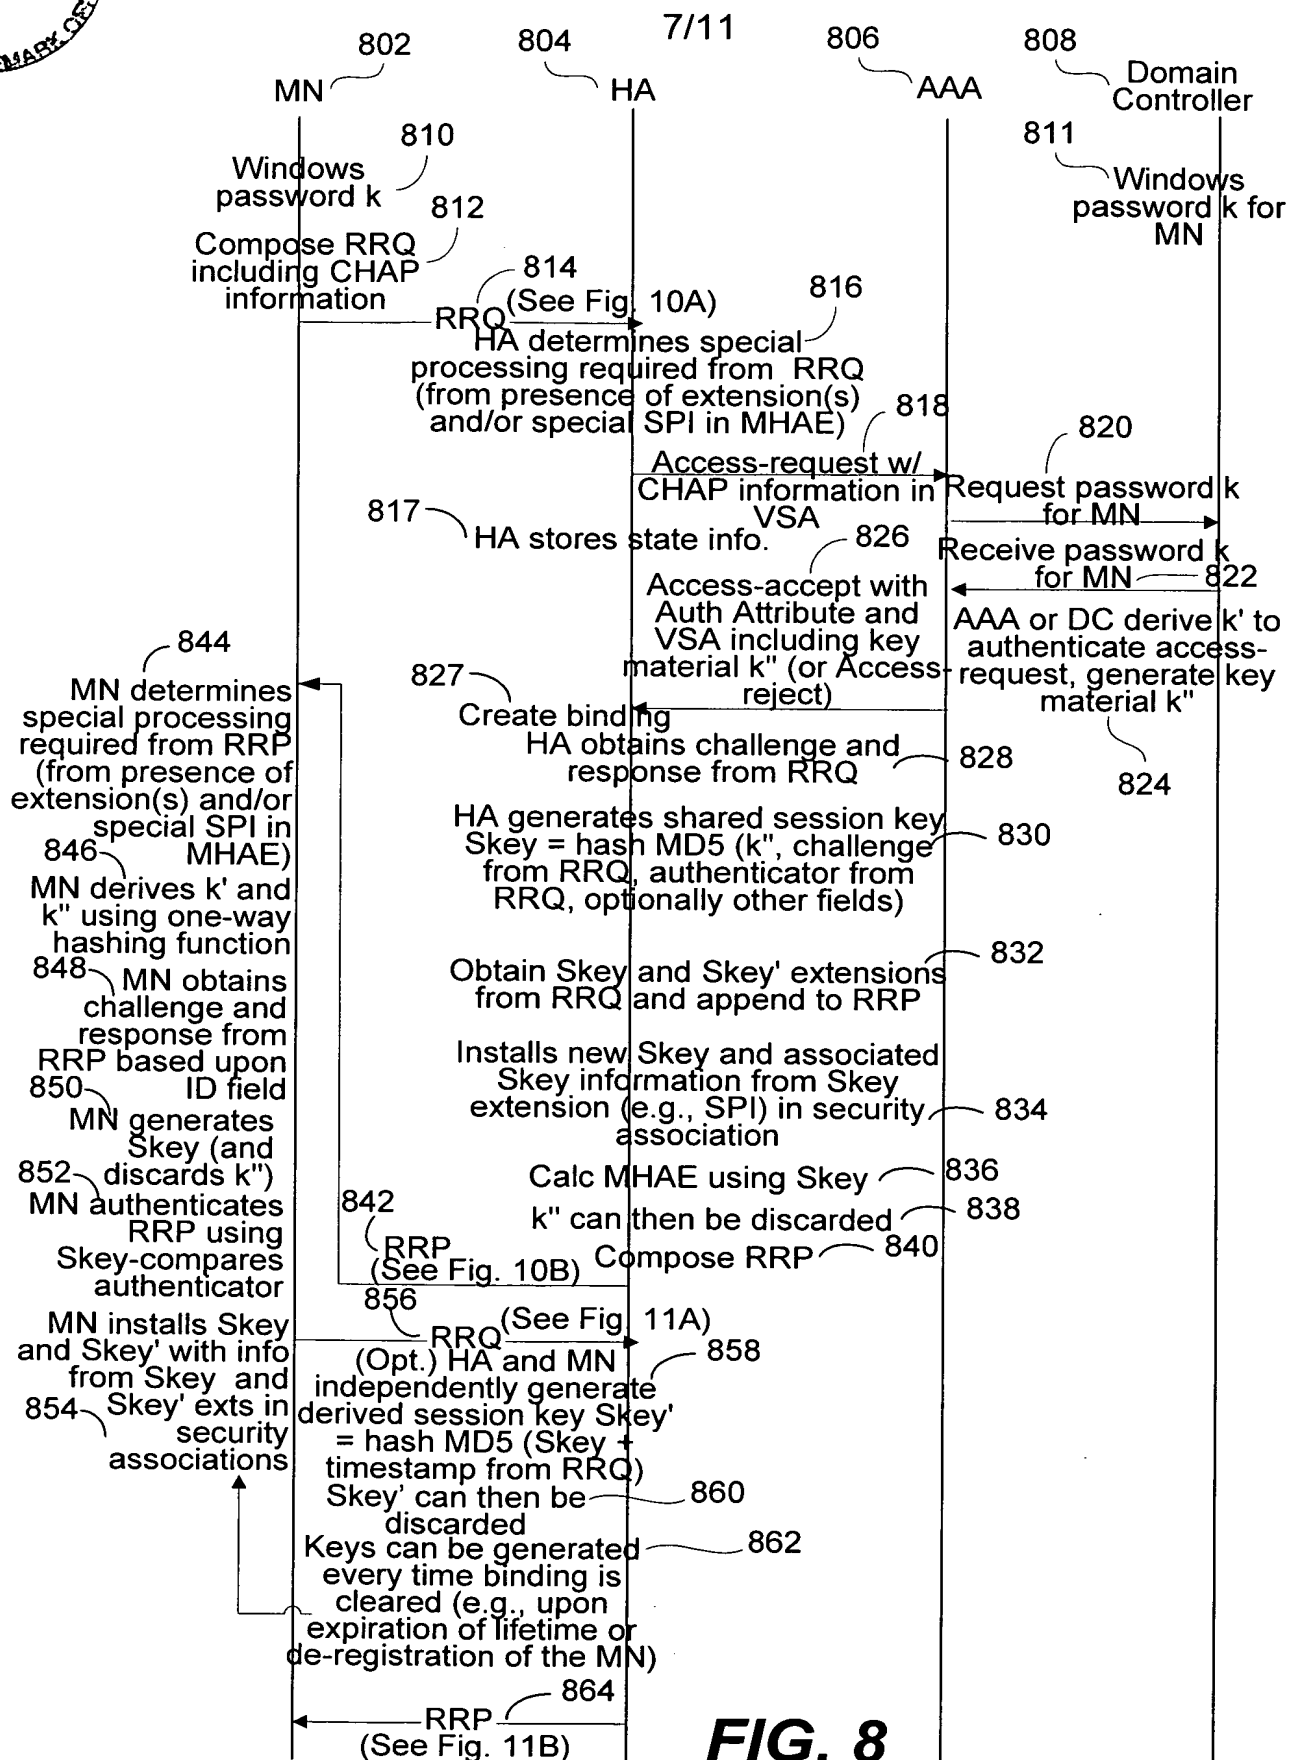 7/11
802
804
806
808
MN
HA
AAA
Domain
Controller
810
811
Windows
password k
Windows
password k for
MN
812
Compose RRQ
including CHAP
information
814
(See Fig. 10A)
RRQ
816
HA determines special
processing required from RRQ
(from presence of extension(s)
and/or special SPI in MHAE)
818
820
Access-request w/
CHAP information in
VSA
Request password k
for MN
817
HA stores state info.
826
Receive password k
for MN
822
Access-accept with
Auth Attribute and
VSA including key
material k" (or Access-
reject)
AAA or DC derive k' to
authenticate access-
request, generate key
material k"
824
827
Create binding
HA obtains challenge and
response from RRQ
828
HA generates shared session key
Skey = hash MD5 (k", challenge
from RRQ, authenticator from
RRQ, optionally other fields)
830
832
Obtain Skey and Skey' extensions
from RRQ and append to RRP
Installs new Skey and associated
Skey information from Skey
extension (e.g., SPI) in security
association
834
Calc MHAE using Skey
836
k" can then be discarded
838
Compose RRP
840
842
RRP
(See Fig. 10B)
844
MN determines
special processing
required from RRP
(from presence of
extension(s) and/or
special SPI in
MHAE)
846
MN derives k' and
k" using one-way
hashing function
848
MN obtains
challenge and
response from
RRP based upon
ID field
850
MN generates
Skey (and
discards k")
852
MN authenticates
RRP using
Skey-compares
authenticator
MN installs Skey
and Skey' with info
from Skey and
Skey' exts in
security
associations
854
856
(See Fig. 11A)
RRQ
858
(Opt.) HA and MN
independently generate
derived session key Skey'
= hash MD5 (Skey +
timestamp from RRQ)
Skey' can then be
discarded
860
862
Keys can be generated
every time binding is
cleared (e.g., upon
expiration of lifetime or
de-registration of the MN)
864
RRP
(See Fig. 11B)
FIG. 8